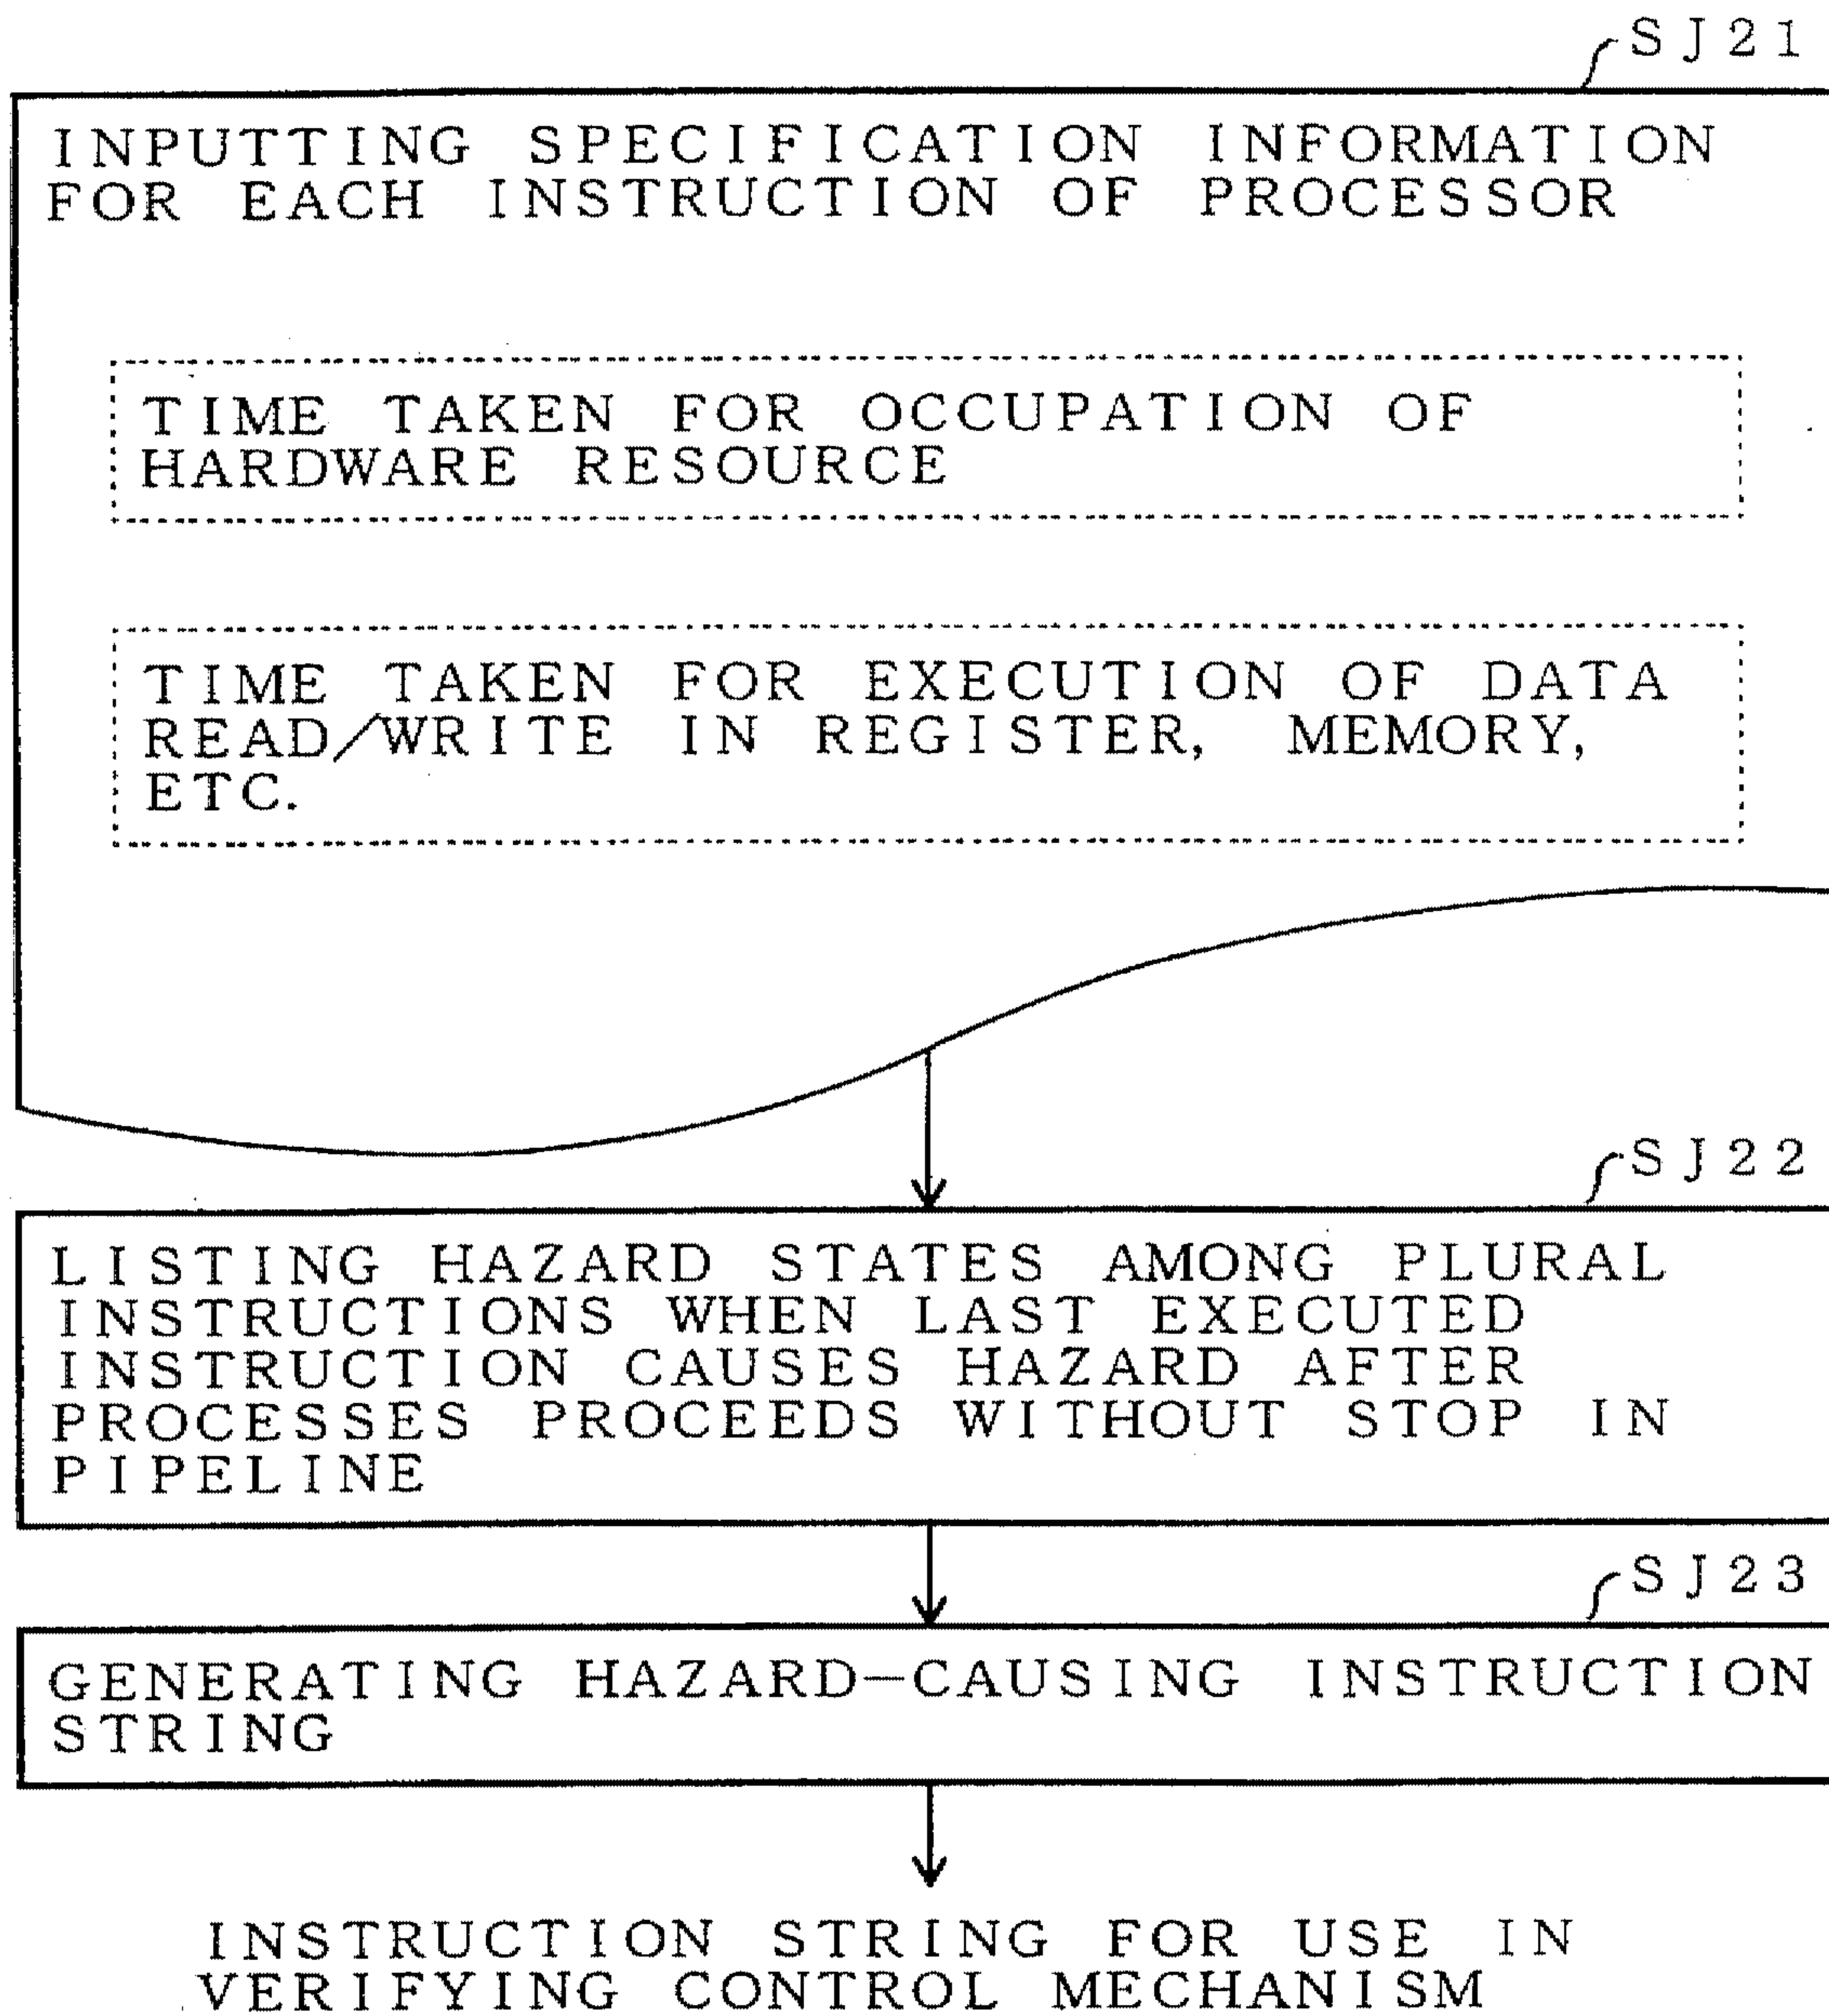 SJ21
INPUTTING SPECIFICATION INFORMATION
FOR EACH INSTRUCTION OF PROCESSOR
TIME TAKEN FOR OCCUPATION OF
HARDWARE RESOURCE
TIME TAKEN FOR EXECUTION OF DATA
READ/WRITE IN REGISTER, MEMORY,
ETC.
SJ22
LISTING HAZARD STATES AMONG PLURAL
INSTRUCTIONS WHEN LAST EXECUTED
INSTRUCTION CAUSES HAZARD AFTER
PROCESSES PROCEEDS WITHOUT STOP IN
PIPELINE
SJ23
GENERATING HAZARD-CAUSING INSTRUCTION
STRING
INSTRUCTION STRING FOR USE IN
VERIFYING CONTROL MECHANISM